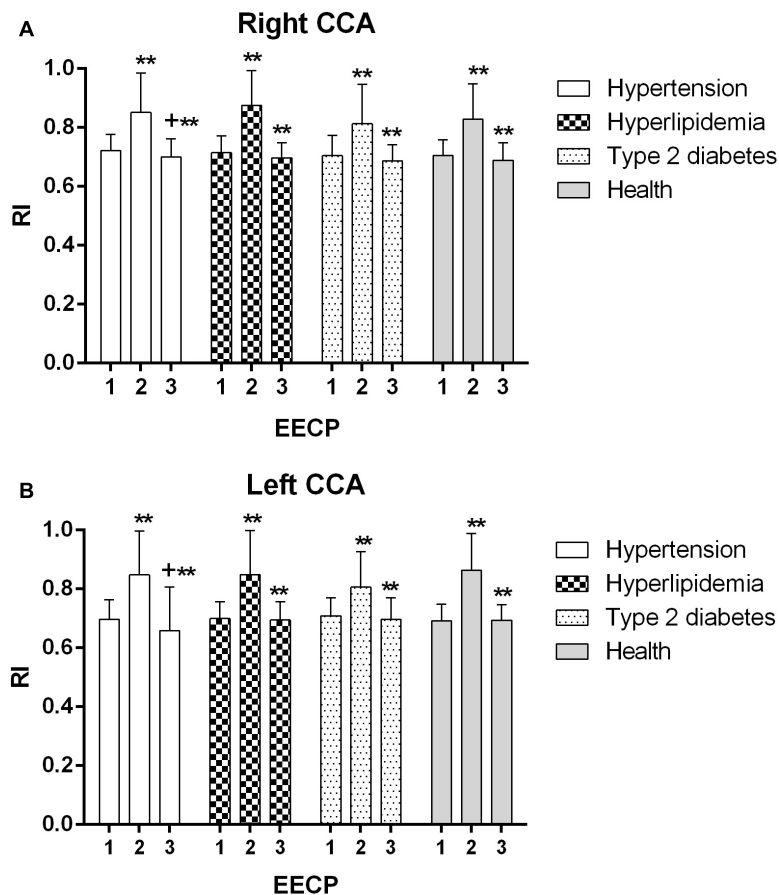 A
Right CCA
** ** ** **
+** ** ** **
1.0
0.8
0.6
0.4
0.2
0.0
RI
1 2 3 1 2 3 1 2 3 1 2 3
EECP
Hypertension
Hyperlipidemia
Type 2 diabetes
Health
B
Left CCA
** ** ** **
+** ** ** **
1.0
0.8
0.6
0.4
0.2
0.0
RI
1 2 3 1 2 3 1 2 3 1 2 3
EECP
Hypertension
Hyperlipidemia
Type 2 diabetes
Health